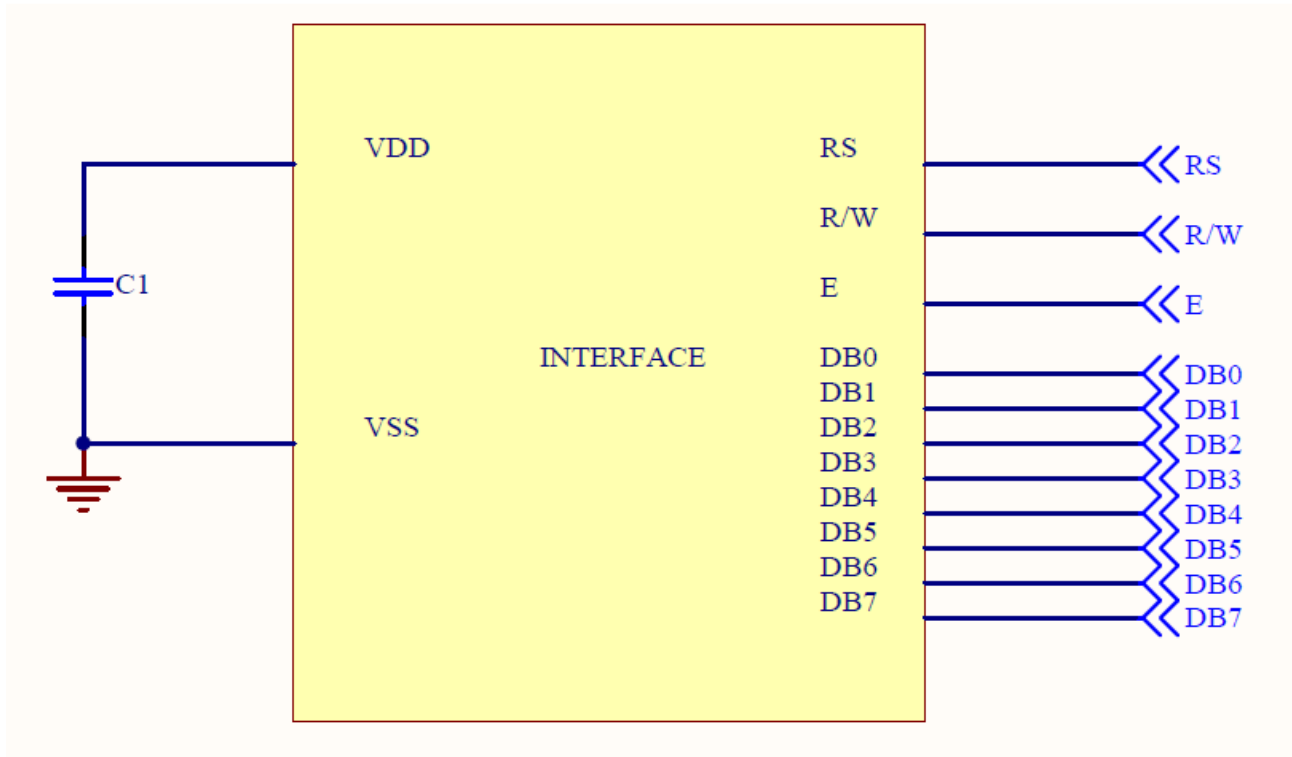 VDD
RS
RS
R/W
R/W
C1
E
E
INTERFACE
DB0
DB0
DB1
DB1
VSS
DB2
DB2
DB3
DB3
DB4
DB4
DB5
DB5
DB6
DB6
DB7
DB7